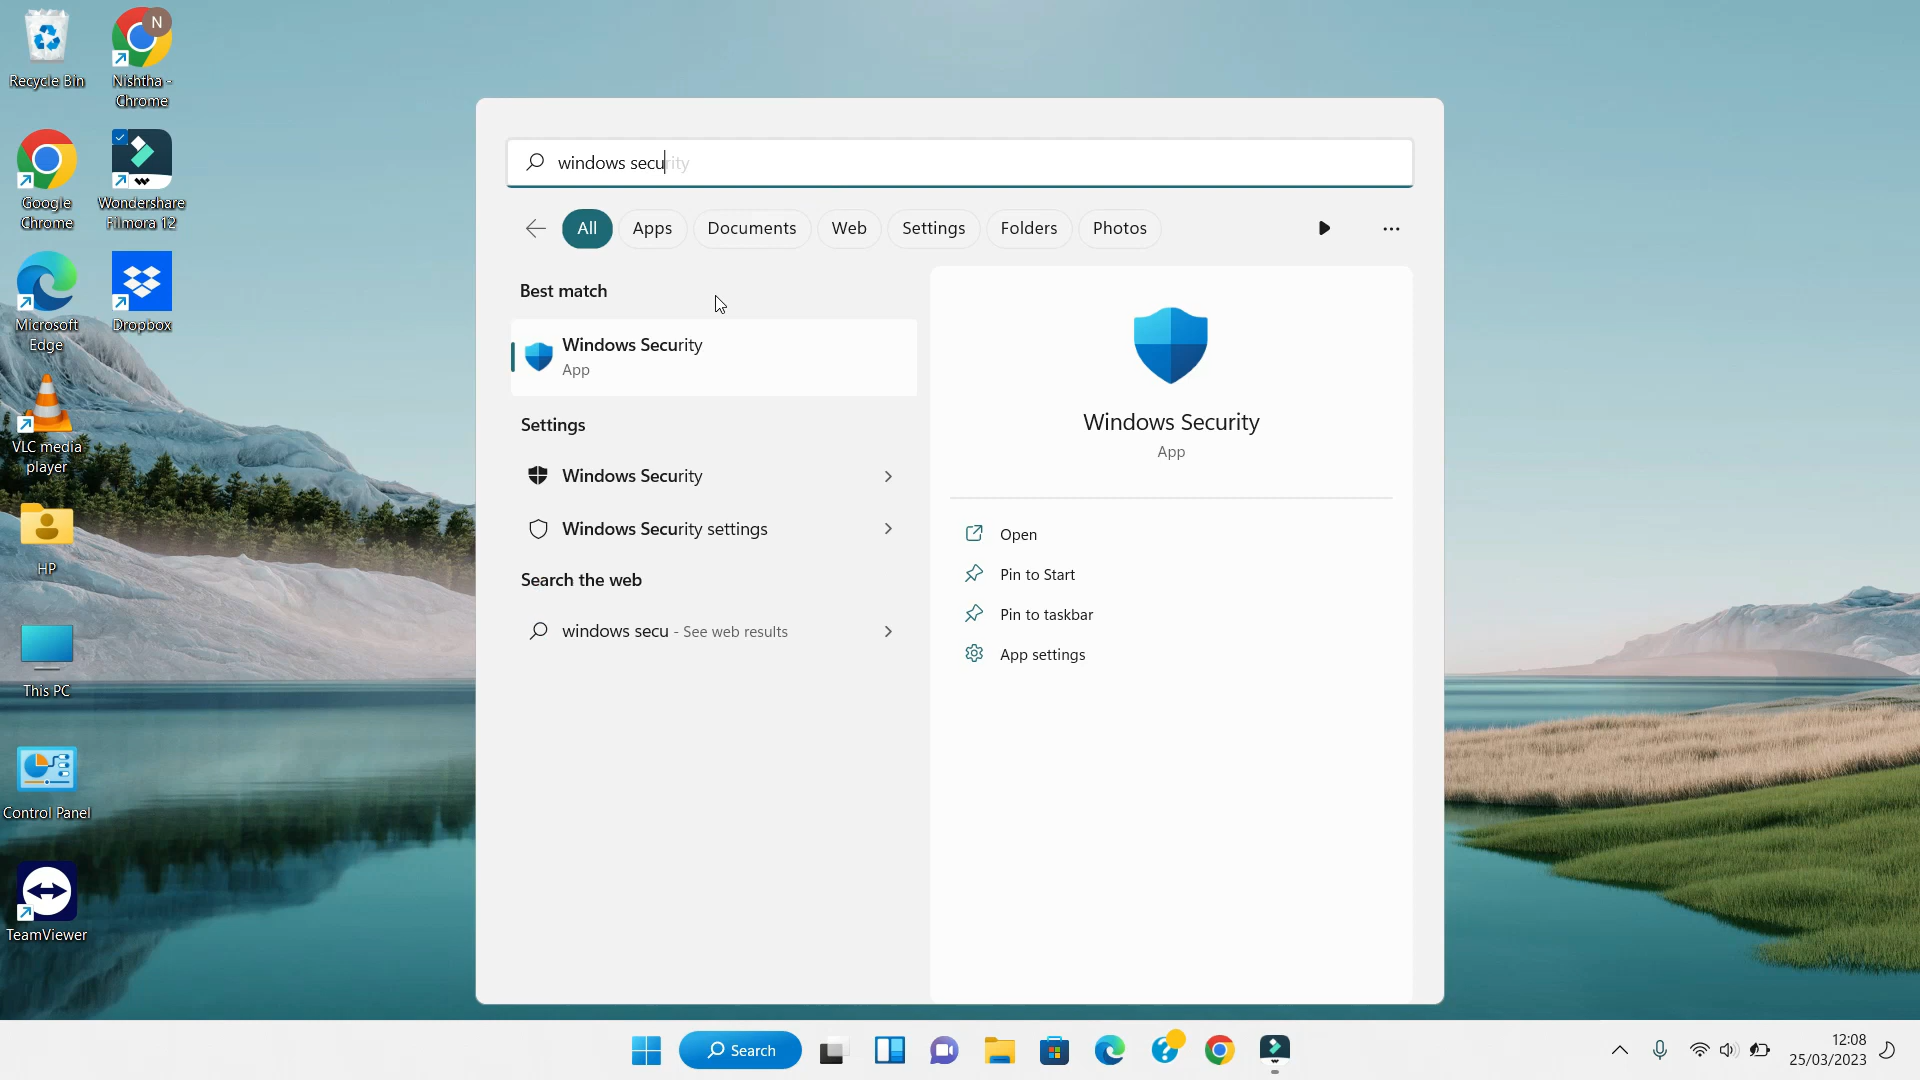 Recycle Bin
N
Nishtha -
Chrome
Google
Chrome
Wondershare
Filmora 12
Microsoft
Edge
Dropbox
VLC media
player
HP
This PC
Control Panel
TeamViewer
windows security
All
Apps
Documents
Web
Settings
Folders
Photos
Best match
Windows Security
App
Settings
Windows Security
Windows Security settings
Search the web
windows secu - See web results
Windows Security
App
Open
Pin to Start
Pin to taskbar
App settings
Search
12:08
25/03/2023